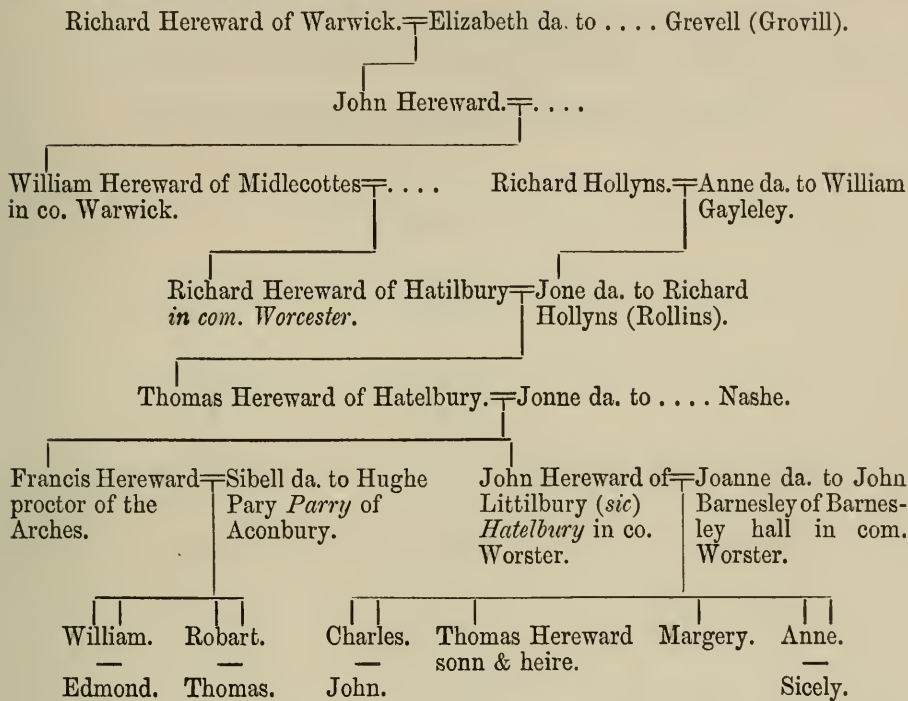 Richard Hereward of Warwick.=Elizabeth da. to .... Grevell (Grovill).
John Hereward.=....
William Hereward of Midlecottes=....
in co. Warwick.
Richard Hollyns.=Anne da. to William
Gayleley.
Richard Hereward of Hatilbury=Jone da. to Richard
in com. Worcester.
Hollyns (Rollins).
Thomas Hereward of Hatelbury.=Jonne da. to .... Nashe.
Francis Hereward=Sibell da. to Hughe
proctor of the
Pary Parry of
Arches.
Aconbury.
John Hereward of=Joanne da. to John
Littilbury (sic)
Barnesley of Barnes-
Hatelbury in co.
ley hall in com.
Worster.
Worster.
William.
Edmond.
Robart.
Thomas.
Charles.
John.
Thomas Hereward
sonn & heire.
Margery.
Anne.
Sicely.